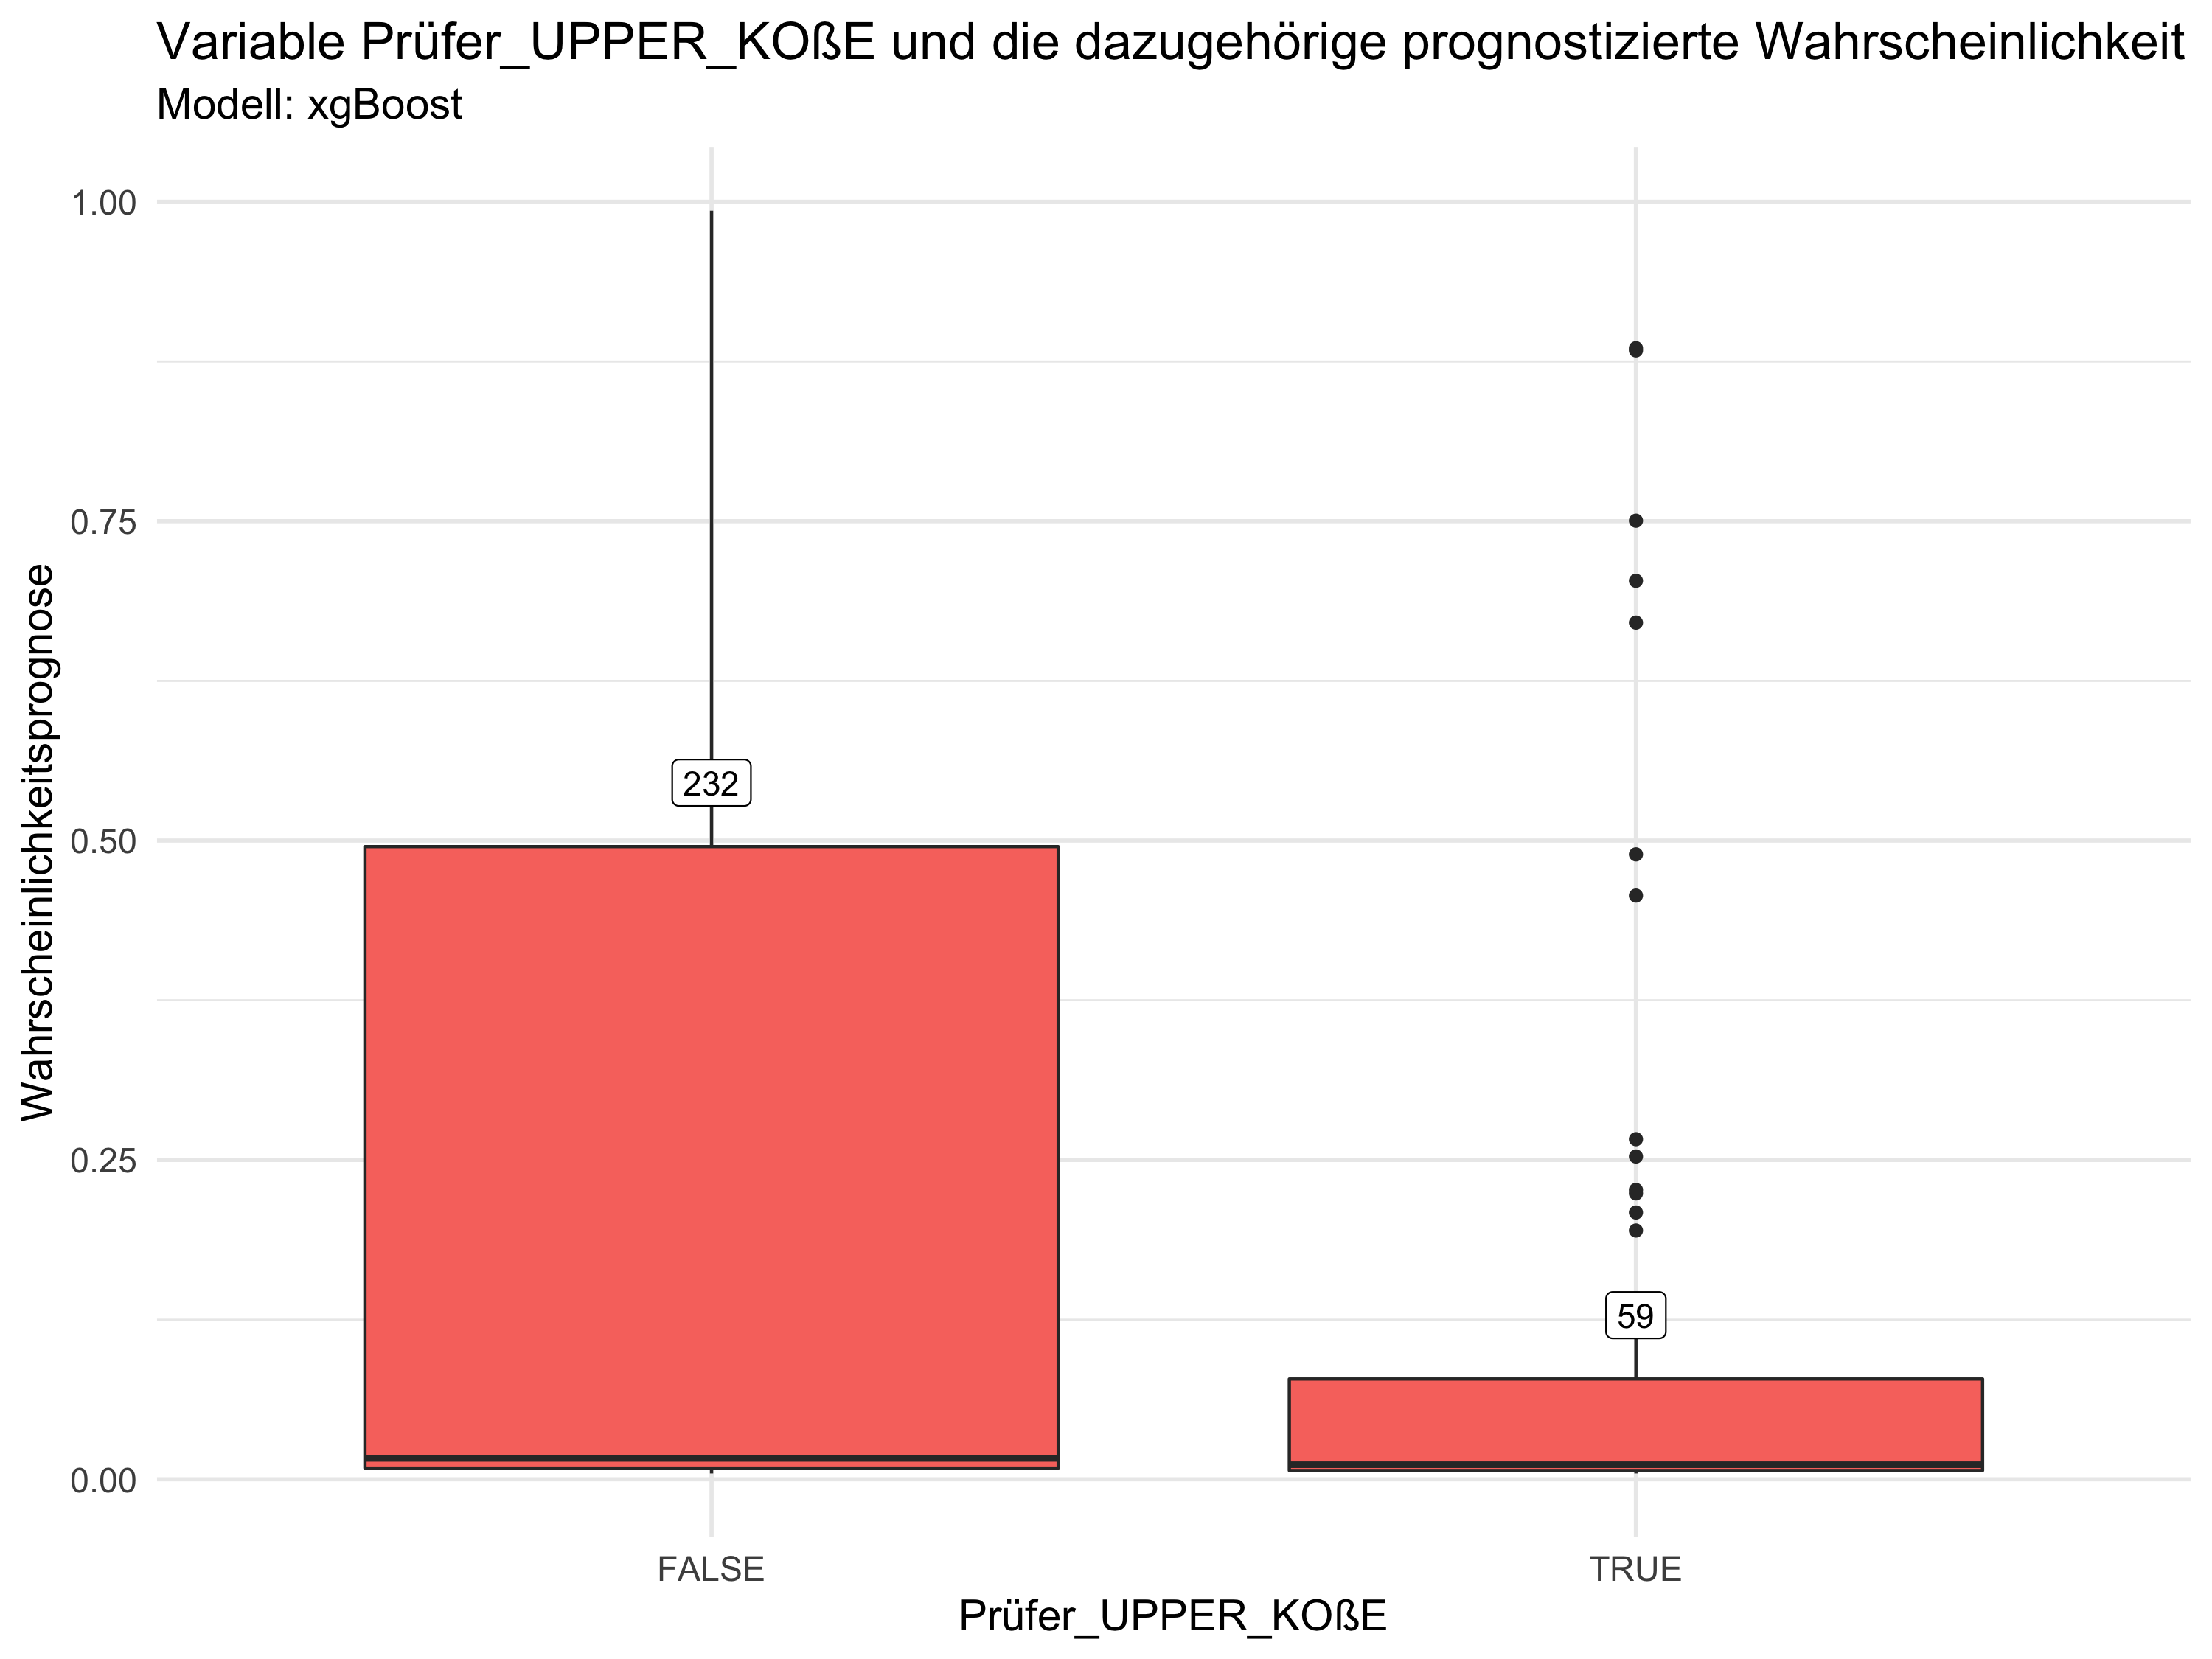 Variable Prüfer_UPPER_KOßE und die dazugehörige prognostizierte Wahrscheinlichkeit
Modell: xgBoost
Wahrscheinlichkeitsprognose
1.00
0.75
0.50
0.25
0.00
232
59
FALSE
TRUE
Prüfer_UPPER_KOßE